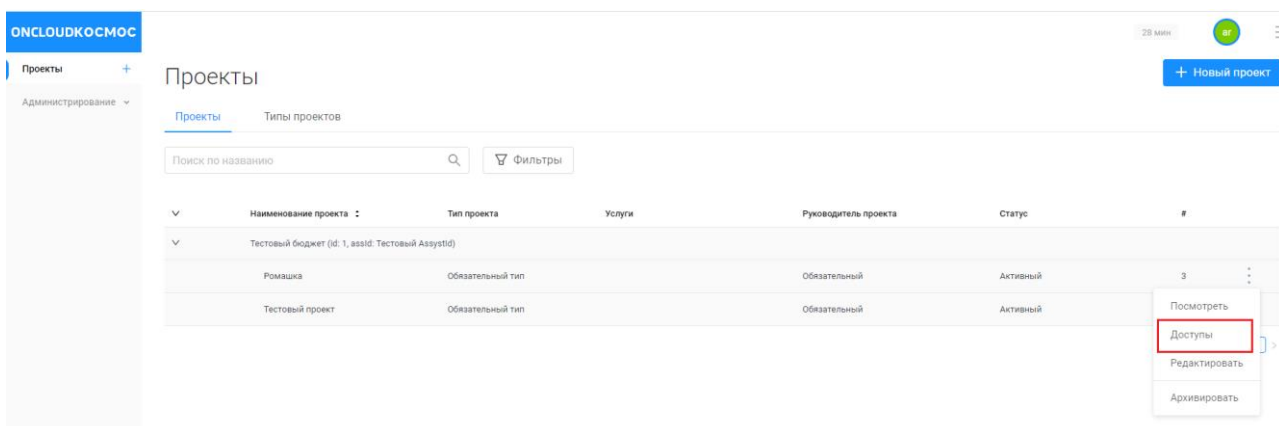 ONCLOUDКОСМОС
28 мин
ar
Проекты +
Проекты
+ Новый проект
Администрирование
Проекты Типы проектов
Поиск по названию Фильтры
Наименование проекта Тип проекта Услуги Руководитель проекта Статус #
Тестовый бюджет (id: 1, assId: Тестовый AssystId)
Ромашка Обязательный тип Обязательный Активный 3
Тестовый проект Обязательный тип Обязательный Активный
Посмотреть
Доступы
Редактировать
Архивировать